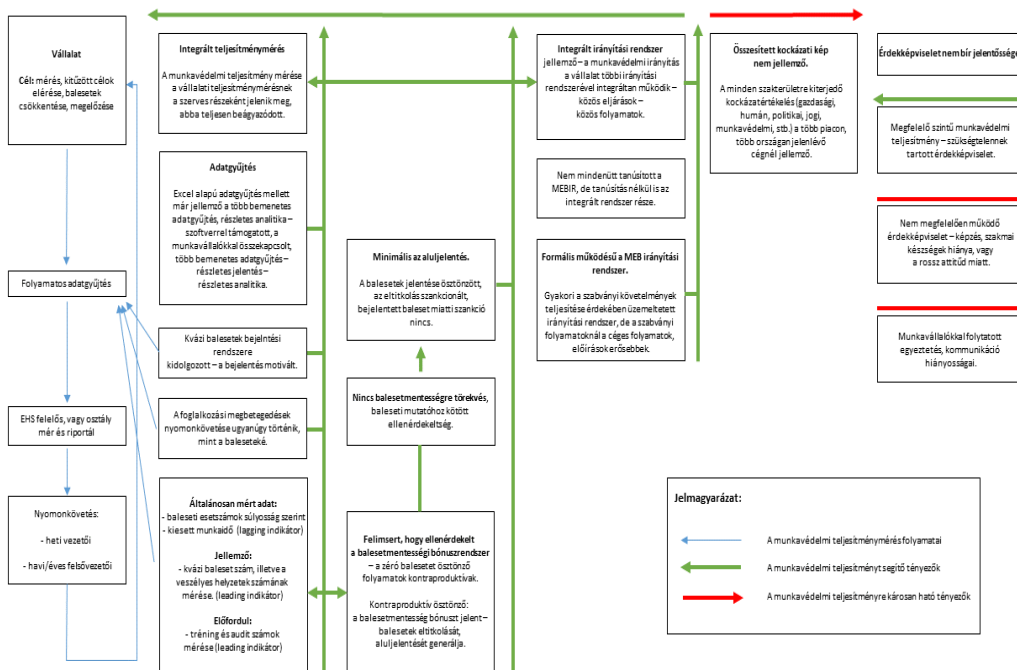 Vállalat
Cél: mérés, kitűzött célok
elérése, balesetek
csökkentése, megelőzése
Folyamatos adatgyűjtés
EHS felelős, vagy osztály
mér és riportál
Nyomonkövetés:
- heti vezetői
- havi/éves felsővezetői
Integrált teljesítménymérés
A munkavédelmi teljesítmény mérése
a vállalati teljesítménymérésnek
a szerves részeként jelenik meg,
abba teljesen beágyazódott.
Adatgyűjtés
Excel alapú adatgyűjtés mellett
már jellemző a több bemenetes
adatgyűjtés, részletes analitika –
szoftverrel támogatott, a
munkavállalókkal összekapcsolt,
több bemenetes adatgyűjtés –
részletes jelentés –
részletes analitika.
Kvázi balesetek bejelntési
rendszere
kidolgozott – a bejelentés motivált.
A foglalkozási megbetegedések
nyomonkövetése ugyanúgy történik,
mint a baleseteké.
Általánosan mért adat:
- baleseti esetszámok súlyosság szerint
- kiesett munkaidő (lagging indikátor)
Jellemző:
- kvázi baleset szám, illetve a
veszélyes helyzetek számának
mérése. (leading indikátor)
Előfordul:
- tréning és audit számok
mérése (leading indikátor)
Minimális az aluljelentés.
A balesetek jelentése ösztönzött,
az eltitkolás szankcionált,
bejelentett baleset miatti szankció
nincs.
Nincs balesetmentességre törekvés,
baleseti mutatóhoz kötött
ellenérdekeltség.
Felimsert, hogy ellenérdekelt
a balesetmentességi bónuszrendszer
– a zéró balesetet ösztönző
folyamatok kontraproduktívak.
Kontraproduktív ösztönző:
a balesetmentesség bónuszt jelent –
balesetek eltitkolását,
aluljelentését generálja.
Integrált irányítási rendszer
jellemző – a munkavédelmi irányítás
a vállalat többi irányítási
rendszerével integráltan működik –
közös eljárások –
közös folyamatok.
Nem mindenütt tanúsított a
MEBIR, de tanusítás nélkül is az
integrált rendszer része.
Formális működésű a MEB irányítási
rendszer.
Gyakori a szabványi követelmények
teljesítése érdekében üzemeltetett
irányítási rendszer, de a szabványi
folyamatoknál a céges folyamatok,
előírások erősebbek.
Összesített kockázati kép
nem jellemző.
A minden szakterületre kiterjedő
kockázatértékelés (gazdasági,
humán, politikai, jogi,
munkavédelmi, stb.) a több piacon,
több országan jelenlévő
cégnél jellemző.
Érdekképviselet nem bír jelentőséggel
Megfelelő szintű munkavédelmi
teljesítmény – szükségtelennek
tartott érdekképviselet.
Nem megfelelően működő
érdekképviselet – képzés, szakmai
készségek hiánya, vagy
a rossz attitűd miatt.
Munkavállalókkal folytatott
egyeztetés, kommunikáció
hiányosságai.
Jelmagyarázat:
A munkavédelmi teljesítménymérés folyamatai
A munkavédelmi teljesítményt segítő tényezők
A munkavédelmi teljesítményre károsan ható tényezők